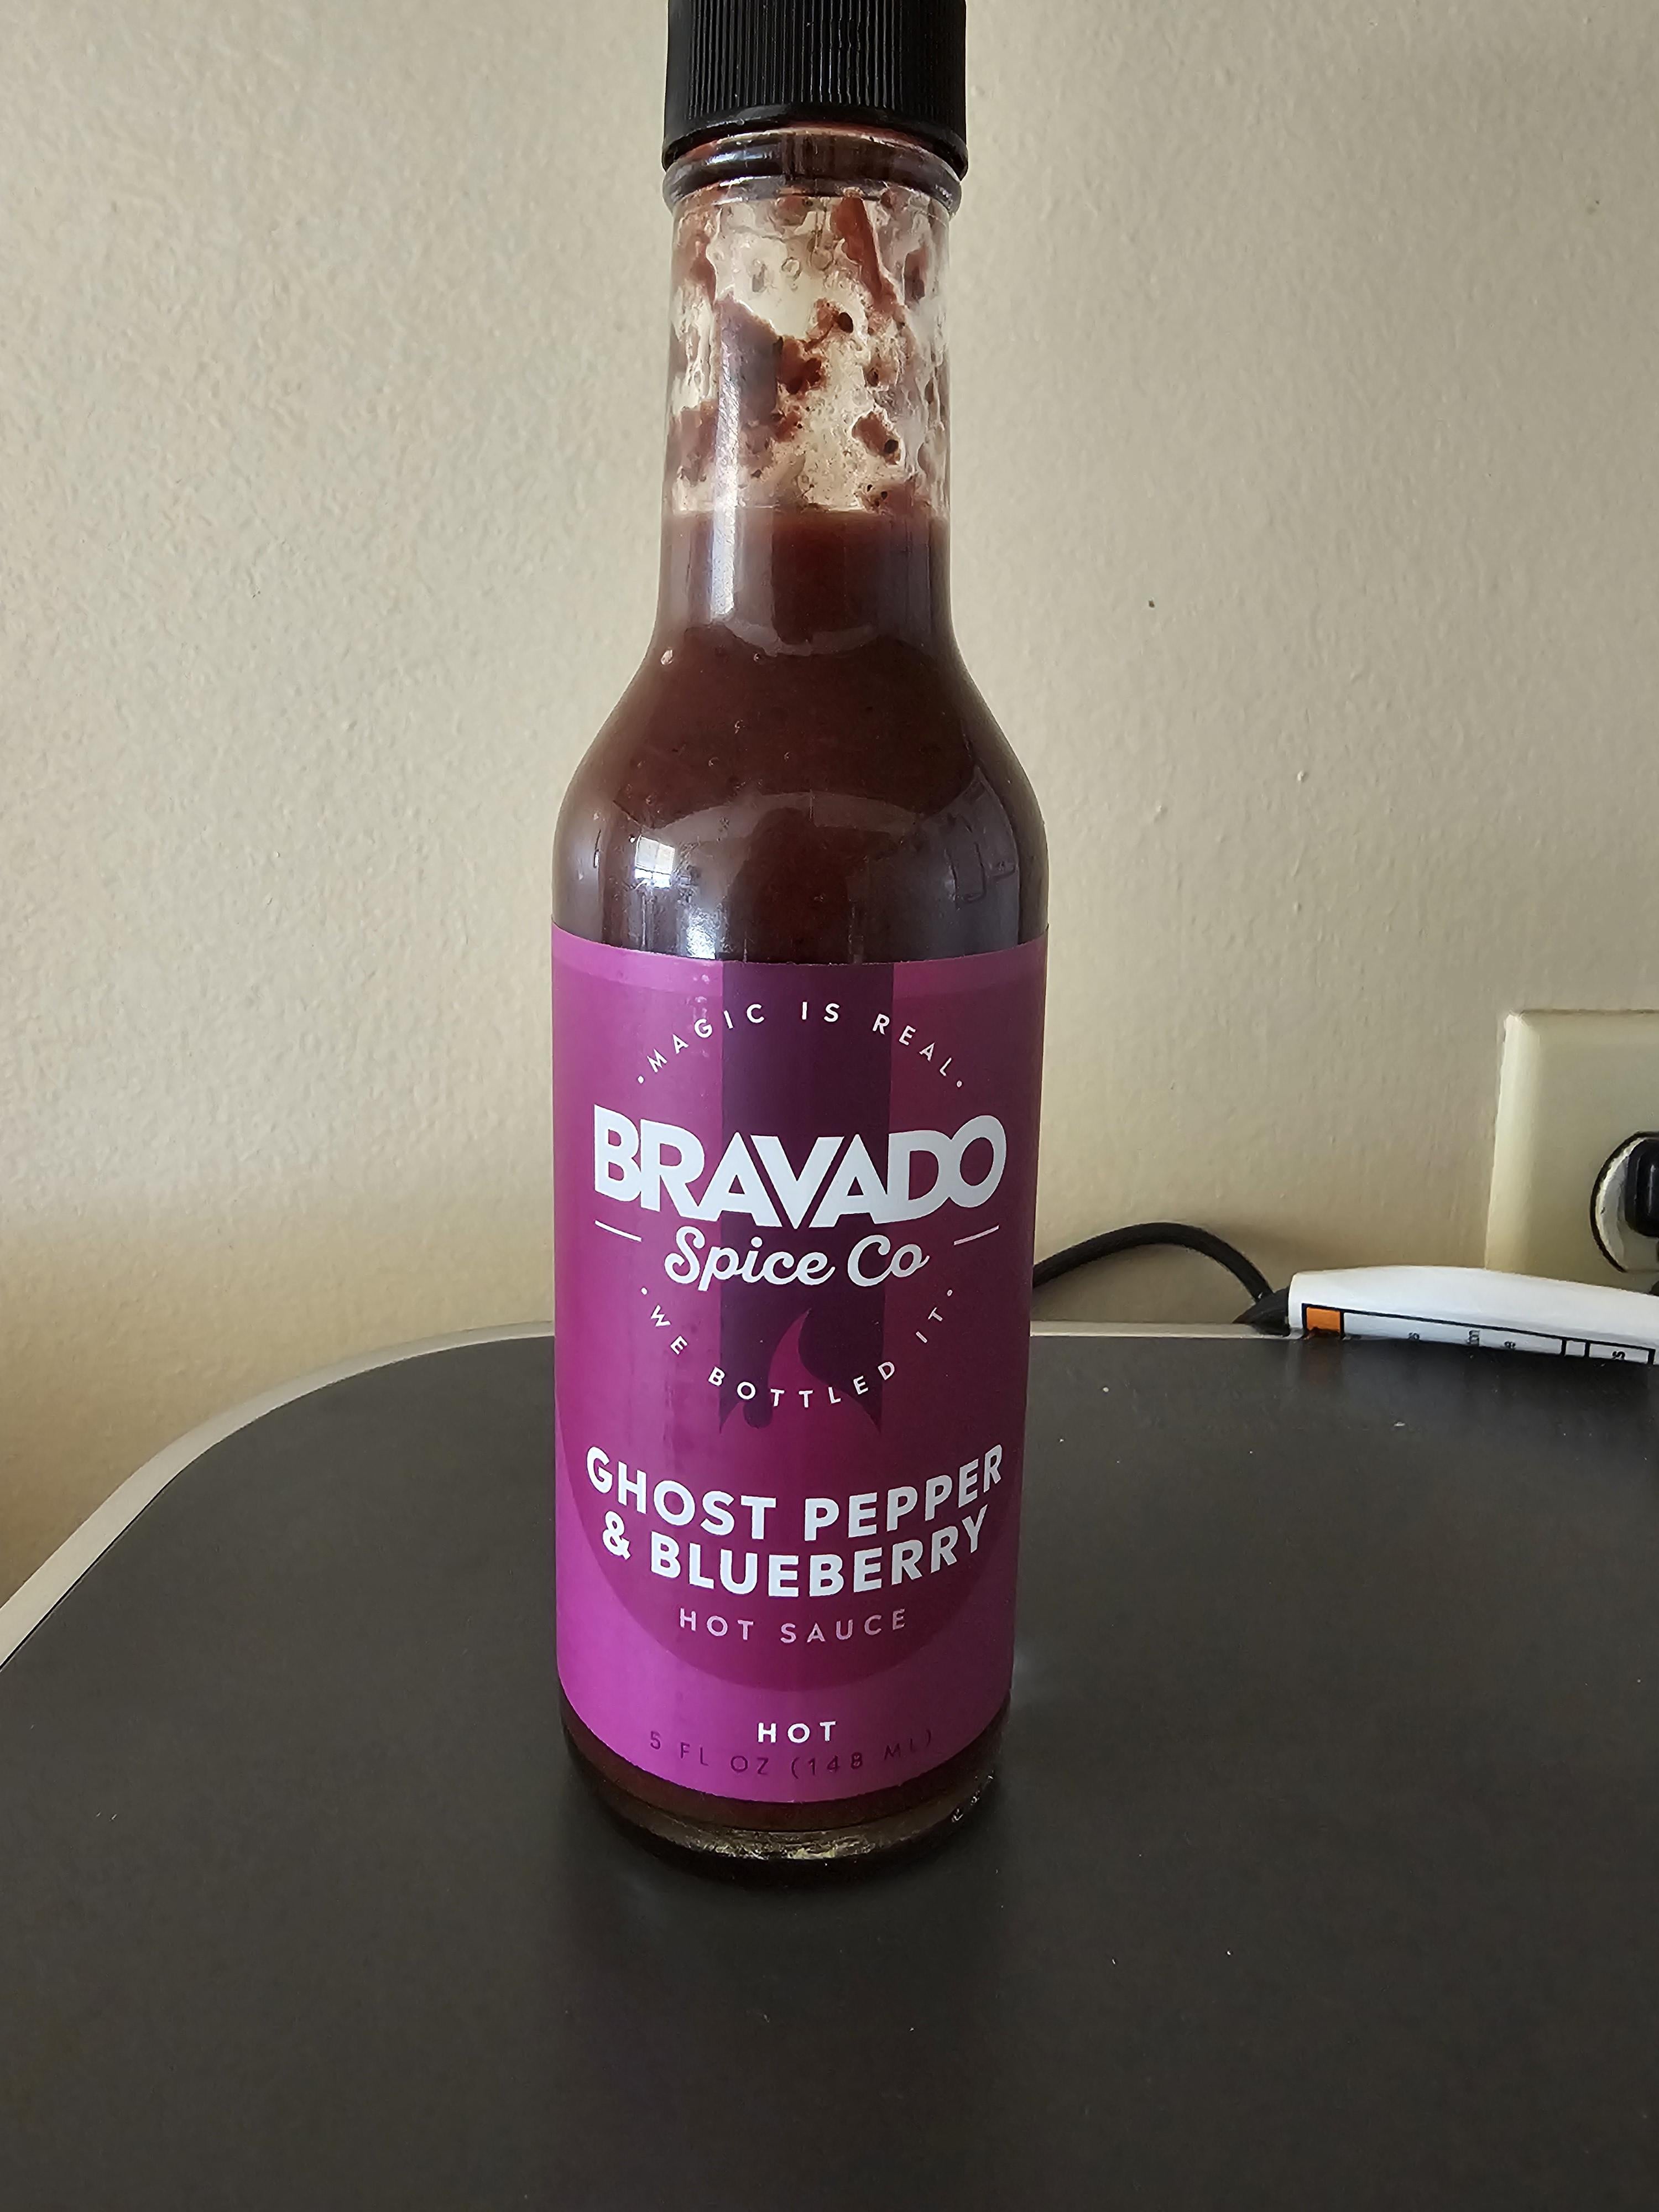 • MAGIC IS REAL •
BRAVADO
Spice Co
• WE BOTTLED IT •
GHOST PEPPER
& BLUEBERRY
HOT SAUCE
HOT
5 FL OZ (148 ML)